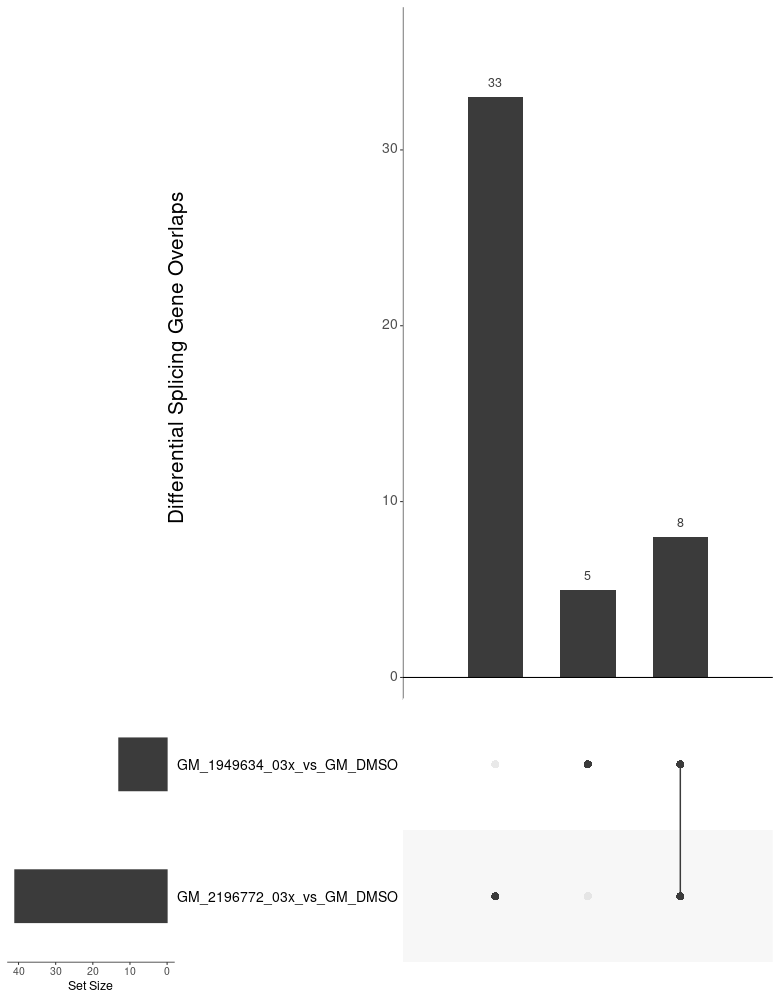 Differential Splicing Gene Overlaps
33
5
8
30
20
10
0
GM_1949634_03x_vs_GM_DMSO
GM_2196772_03x_vs_GM_DMSO
40 30 20 10 0
Set Size